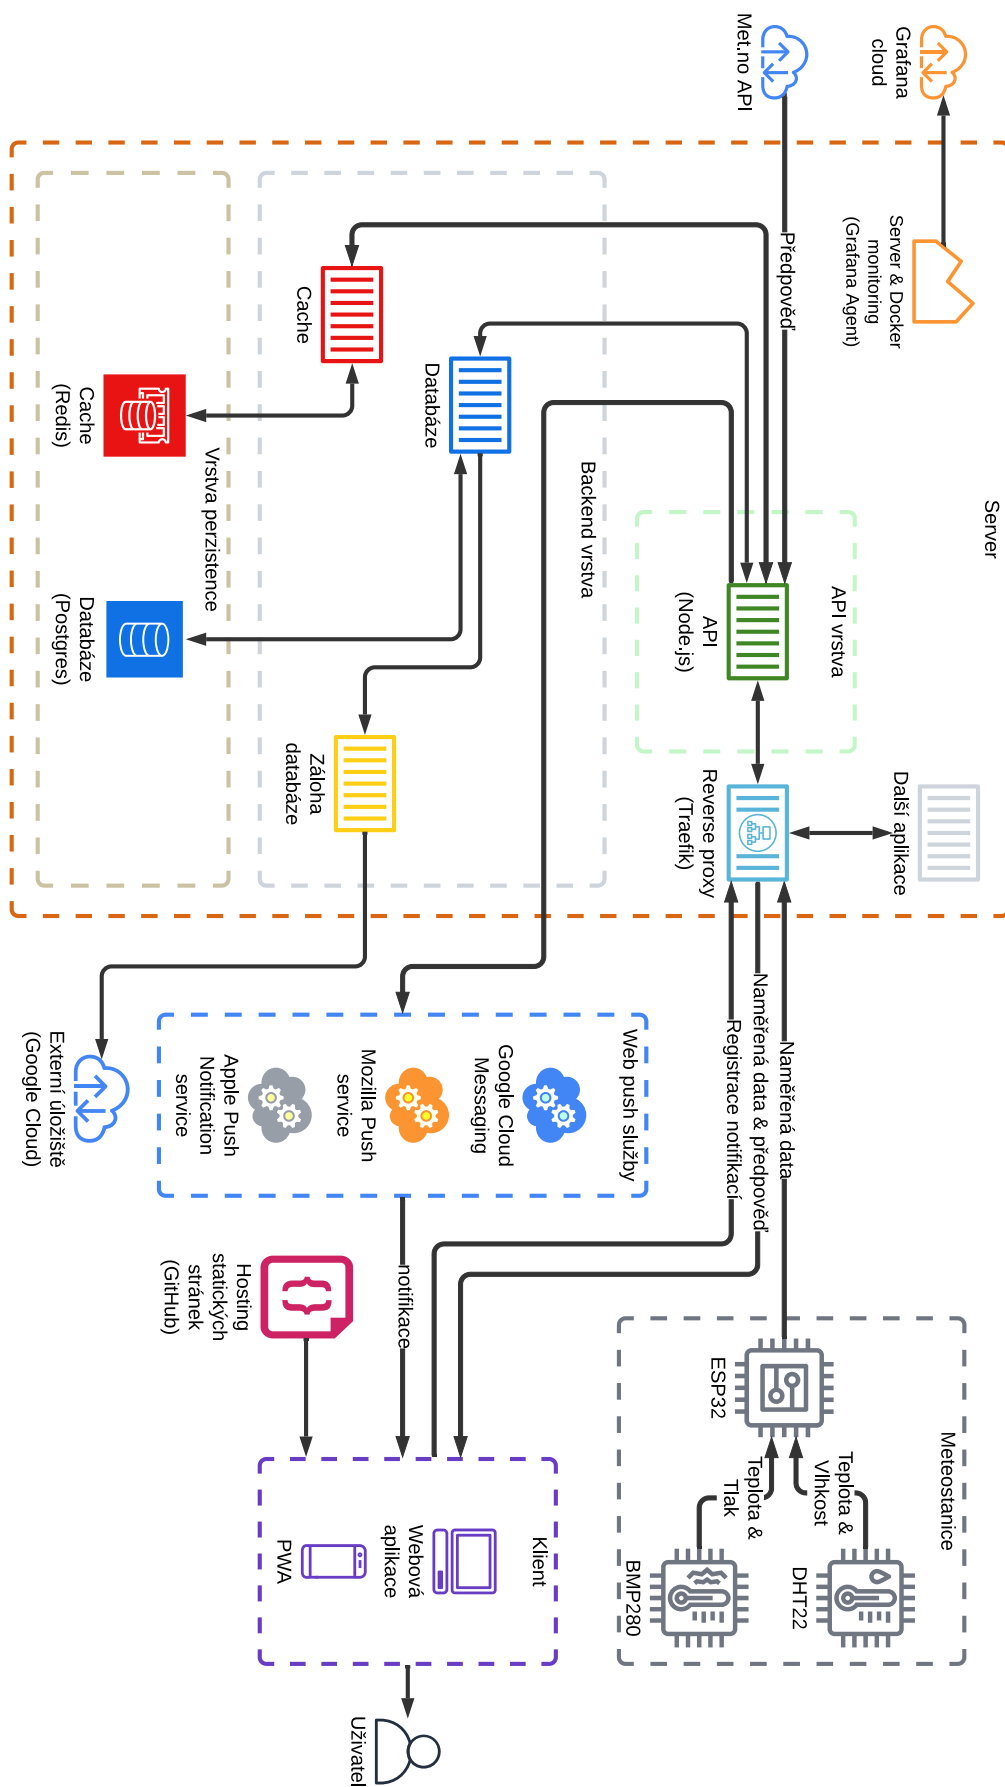 Met.no API
Grafana
cloud
Server & Docker
monitoring
(Grafana Agent)
Předpověď
Server
Cache
Databáze
Cache
(Redis)
Vrstva perzistence
Databáze
(Postgres)
Backend vrstva
API vrstva
API
(Node.js)
Záloha
databáze
Reverse proxy
(Traefik)
Další aplikace
Naměřená data
Naměřená data & předpověď
Registrace notifikací
Web push služby
Google Cloud
Messaging
Mozilla Push
service
Apple Push
Notification
service
Externí úložiště
(Google Cloud)
notifikace
Hosting
statických
stránek
(GitHub)
Meteostanice
ESP32
Teplota &
Vlhkost
Teplota &
Tlak
DHT22
BMP280
Klient
Webová
aplikace
PWA
Uživatel